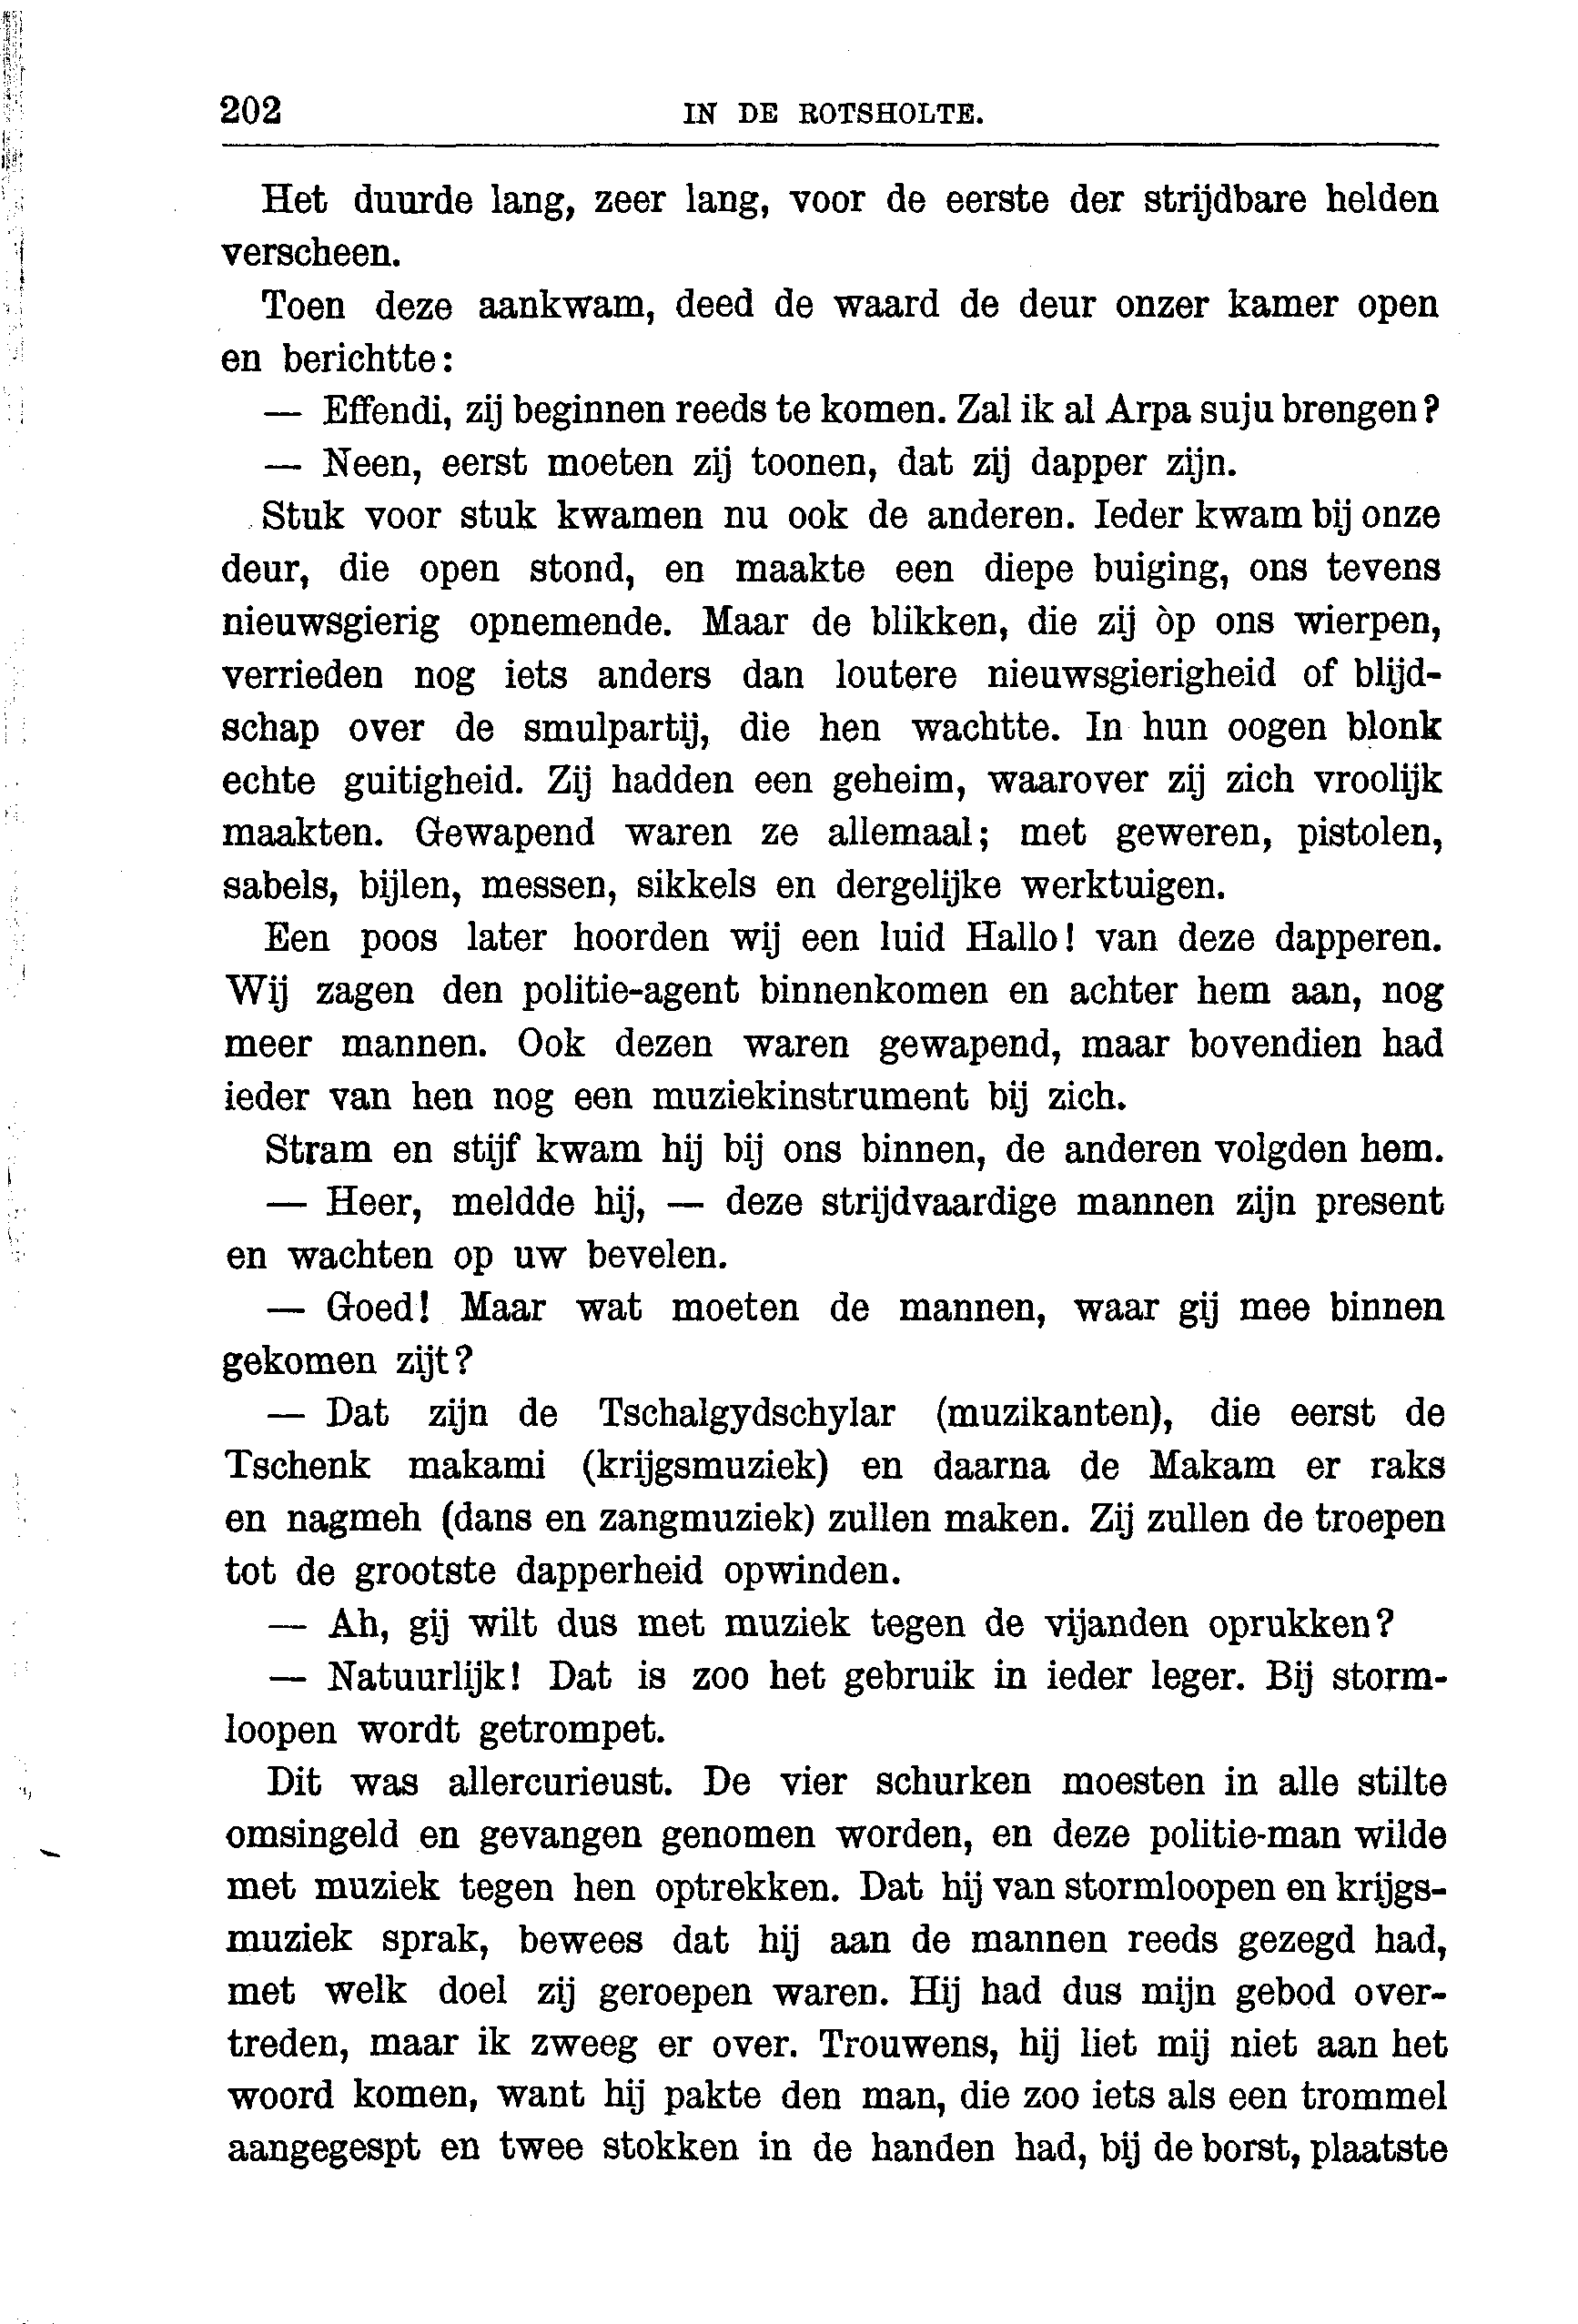 202 IN DE ROTSHOLTE.
Het duurde lang, zeer lang, voor de eerste der strijdbare helden
verscheen.
Toen deze aankwam, deed de waard de deur onzer kamer open
en berichtte:
— Effendi, zij beginnen reeds te komen. Zal ik al Arpa suju brengen?
— Neen, eerst moeten zij toonen, dat zij dapper zijn.
Stuk voor stuk kwamen nu ook de anderen. Ieder kwam bij onze
deur, die open stond, en maakte een diepe buiging, ons tevens
nieuwsgierig opnemende. Maar de blikken, die zij òp ons wierpen,
verrieden nog iets anders dan loutere nieuwsgierigheid of blijd-
schap over de smulpartij, die hen wachtte. In hun oogen blonk
echte guitigheid. Zij hadden een geheim, waarover zij zich vroolijk
maakten. Gewapend waren ze allemaal; met geweren, pistolen,
sabels, bijlen, messen, sikkels en dergelijke werktuigen.
Een poos later hoorden wij een luid Hallo! van deze dapperen.
Wij zagen den politie-agent binnenkomen en achter hem aan, nog
meer mannen. Ook dezen waren gewapend, maar bovendien had
ieder van hen nog een muziekinstrument bij zich.
Stram en stijf kwam hij bij ons binnen, de anderen volgden hem.
— Heer, meldde hij, — deze strijdvaardige mannen zijn present
en wachten op uw bevelen.
— Goed! Maar wat moeten de mannen, waar gij mee binnen
gekomen zijt?
— Dat zijn de Tschalgydschylar (muzikanten), die eerst de
Tschenk makami (krijgsmuziek) en daarna de Makam er raks
en nagmeh (dans en zangmuziek) zullen maken. Zij zullen de troepen
tot de grootste dapperheid opwinden.
— Ah, gij wilt dus met muziek tegen de vijanden oprukken?
— Natuurlijk! Dat is zoo het gebruik in ieder leger. Bij storm-
loopen wordt getrompet.
Dit was allercurieust. De vier schurken moesten in alle stilte
omsingeld en gevangen genomen worden, en deze politie-man wilde
met muziek tegen hen optrekken. Dat hij van stormloopen en krijgs-
muziek sprak, bewees dat hij aan de mannen reeds gezegd had,
met welk doel zij geroepen waren. Hij had dus mijn gebod over-
treden, maar ik zweeg er over. Trouwens, hij liet mij niet aan het
woord komen, want hij pakte den man, die zoo iets als een trommel
aangegespt en twee stokken in de handen had, bij de borst, plaatste